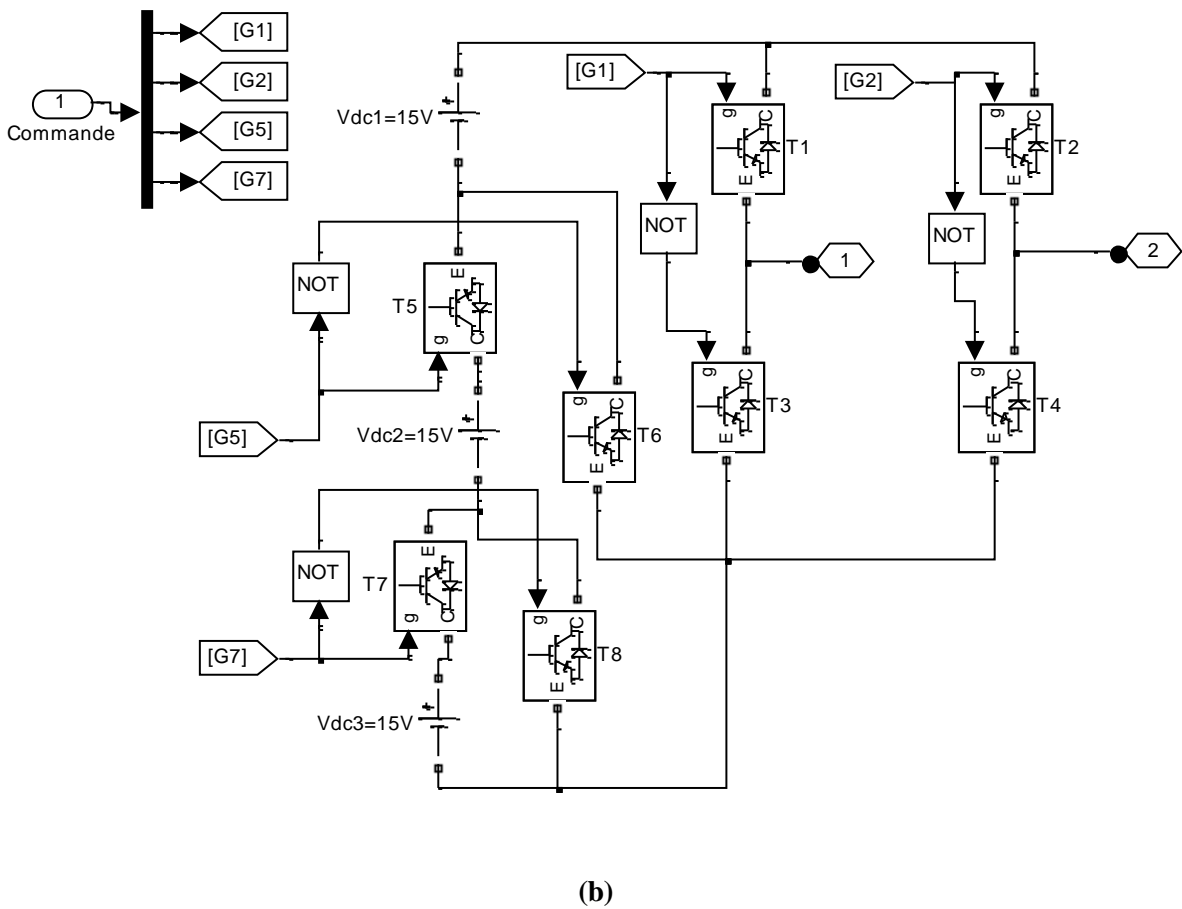 [G1]
[G2]
[G5]
[G7]
1
Commande
[G1]
[G2]
Vdc1=15V
g
C
E
T1
g
C
E
T2
NOT
NOT
1
2
NOT
E
T5
g
C
g
C
E
T3
g
C
E
T4
[G5]
Vdc2=15V
g
C
E
T6
NOT
E
T7
g
C
[G7]
g
C
E
T8
Vdc3=15V
(b)